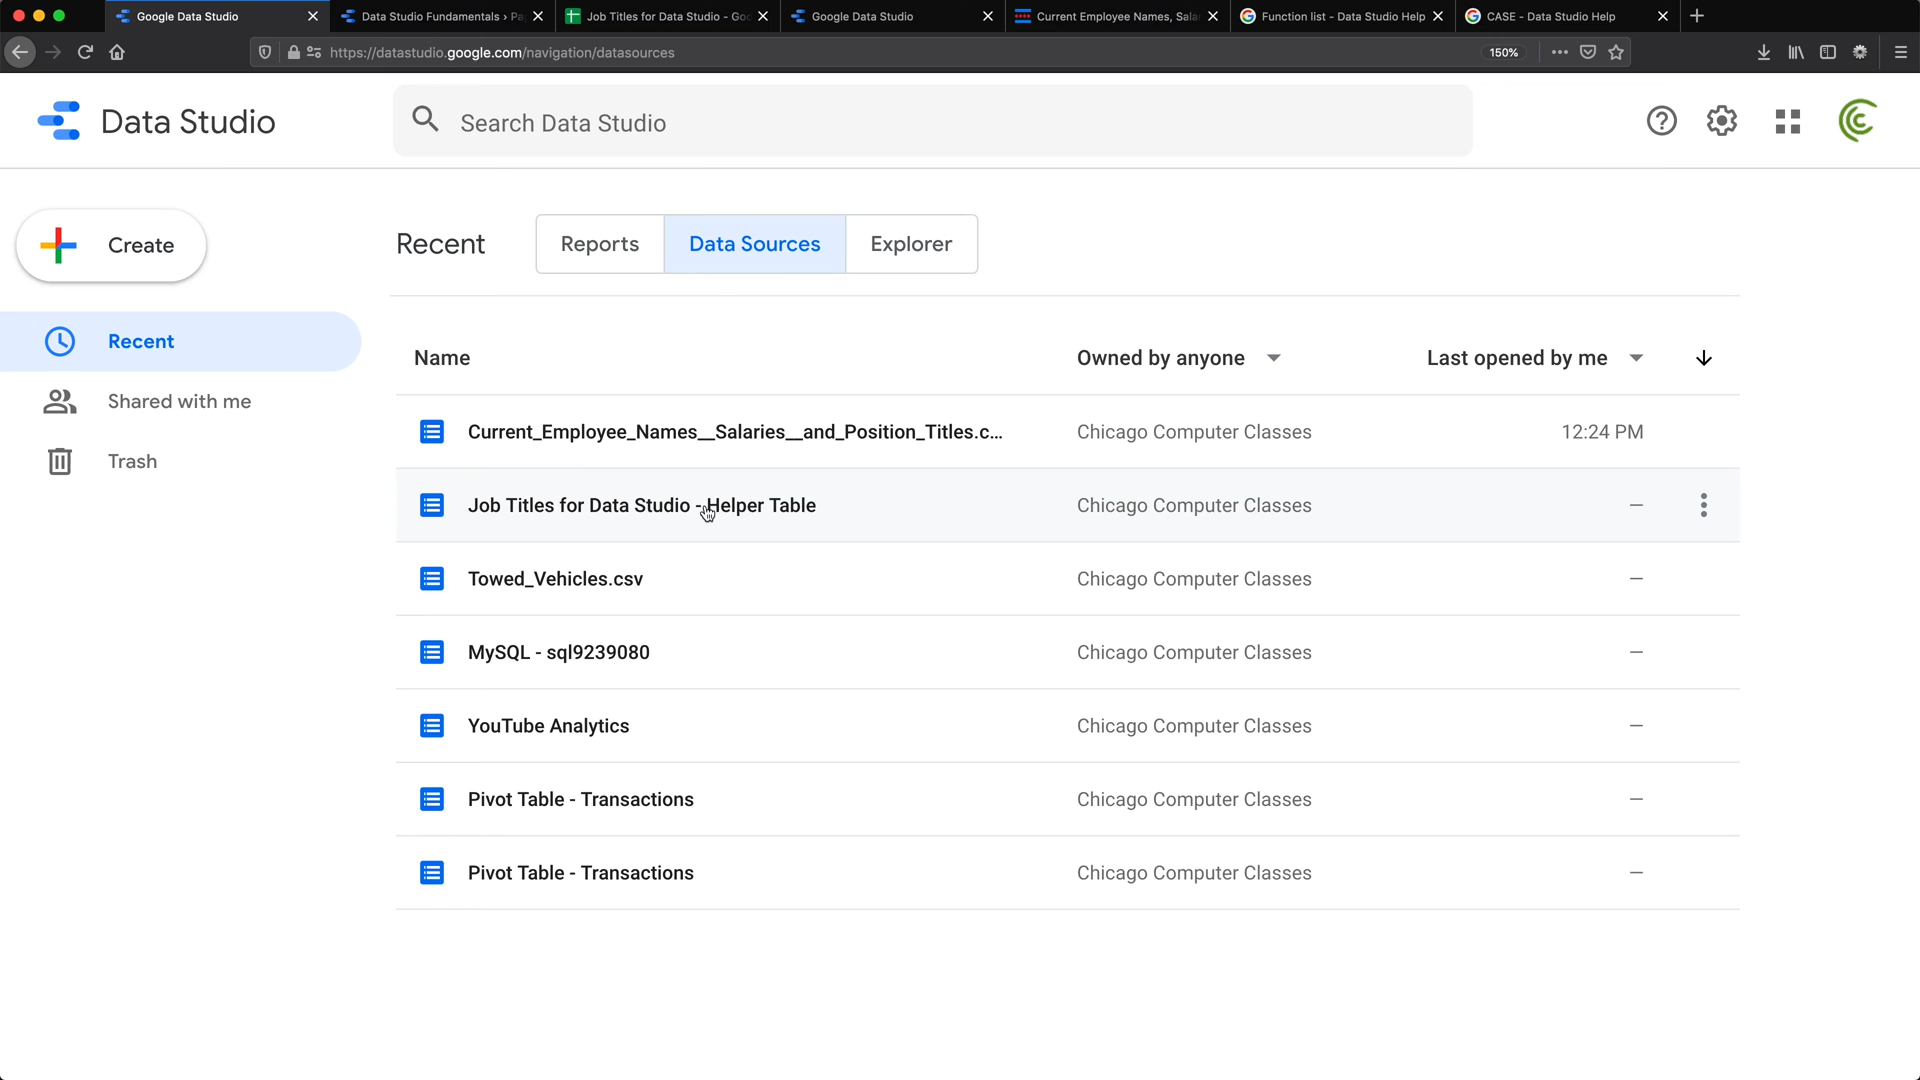 Google Data Studio
Data Studio Fundamentals › Pa
Job Titles for Data Studio - Goo
Google Data Studio
Current Employee Names, Sala
Function list - Data Studio Help
CASE - Data Studio Help
https://datastudio.google.com/navigation/datasources
150%
Data Studio
Search Data Studio
Create
Recent
Shared with me
Trash
Recent
Reports
Data Sources
Explorer
Name
Owned by anyone
Last opened by me
Current_Employee_Names__Salaries__and_Position_Titles.c...
Chicago Computer Classes
12:24 PM
Job Titles for Data Studio - Helper Table
Chicago Computer Classes
–
Towed_Vehicles.csv
Chicago Computer Classes
–
MySQL - sql9239080
Chicago Computer Classes
–
YouTube Analytics
Chicago Computer Classes
–
Pivot Table - Transactions
Chicago Computer Classes
–
Pivot Table - Transactions
Chicago Computer Classes
–